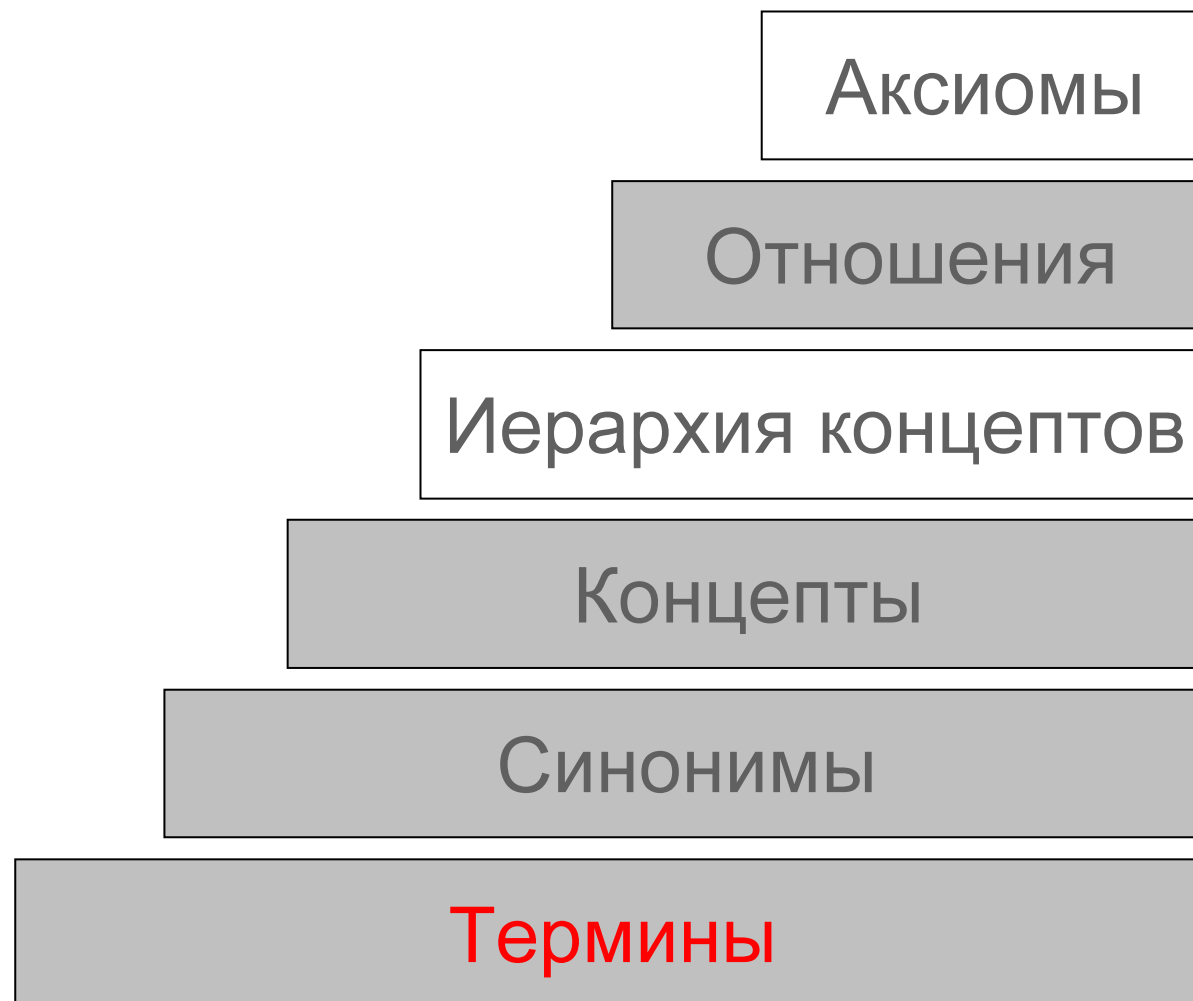 Аксиомы
Отношения
Иерархия концептов
Концепты
Синонимы
Термины